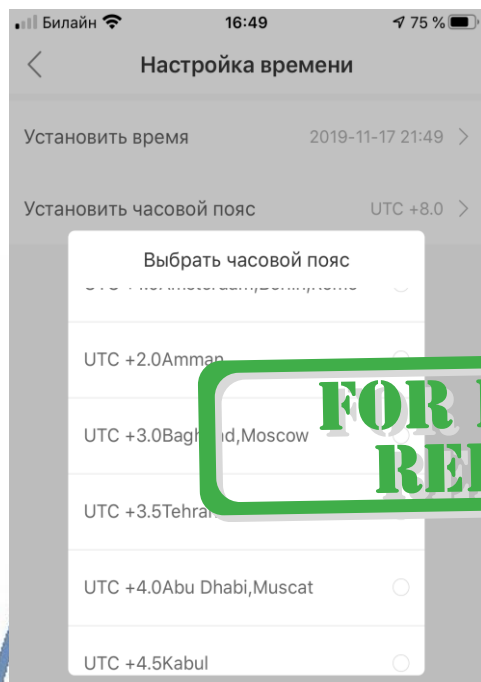 Билайн 16:49 75 %
Настройка времени
Установить время 2019-11-17 21:49
Установить часовой пояс UTC +8.0
Выбрать часовой пояс
UTC +2.0Amman
UTC +3.0Baghdad,Moscow
UTC +3.5Tehran
FOR
UTC +4.0Abu Dhabi,Muscat
UTC +4.5Kabul